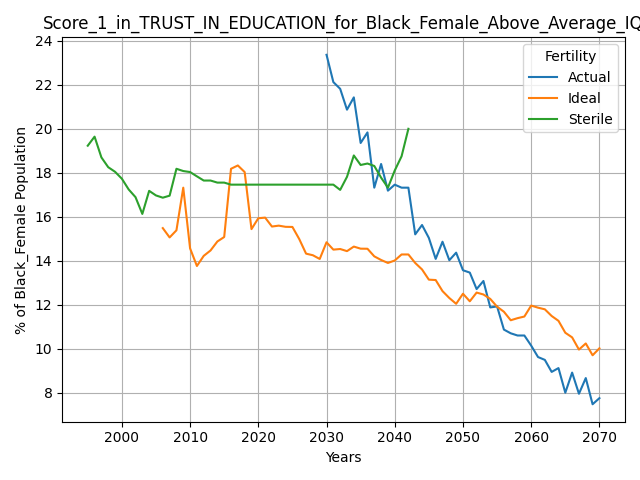 Score_1_in_TRUST_IN_EDUCATION_for_Black_Female_Above_Average_IQ
24
22
20
18
16
14
12
10
8
% of Black_Female Population
Fertility
Actual
Ideal
Sterile
2000 2010 2020 2030 2040 2050 2060 2070
Years